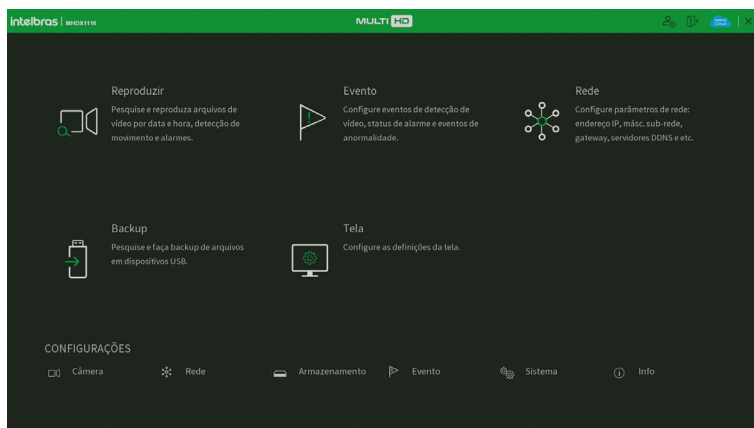 intelbras | MHDX1116
MULTI HD
Reproduzir
Pesquise e reproduza arquivos de
vídeo por data e hora, detecção de
movimento e alarmes.
Evento
Configure eventos de detecção de
vídeo, status de alarme e eventos de
anormalidade.
Rede
Configure parâmetros de rede:
endereço IP, másc. sub-rede,
gateway, servidores DDNS e etc.
Backup
Pesquise e faça backup de arquivos
em dispositivos USB.
Tela
Configure as definições da tela.
CONFIGURAÇÕES
Câmera
Rede
Armazenamento
Evento
Sistema
Info